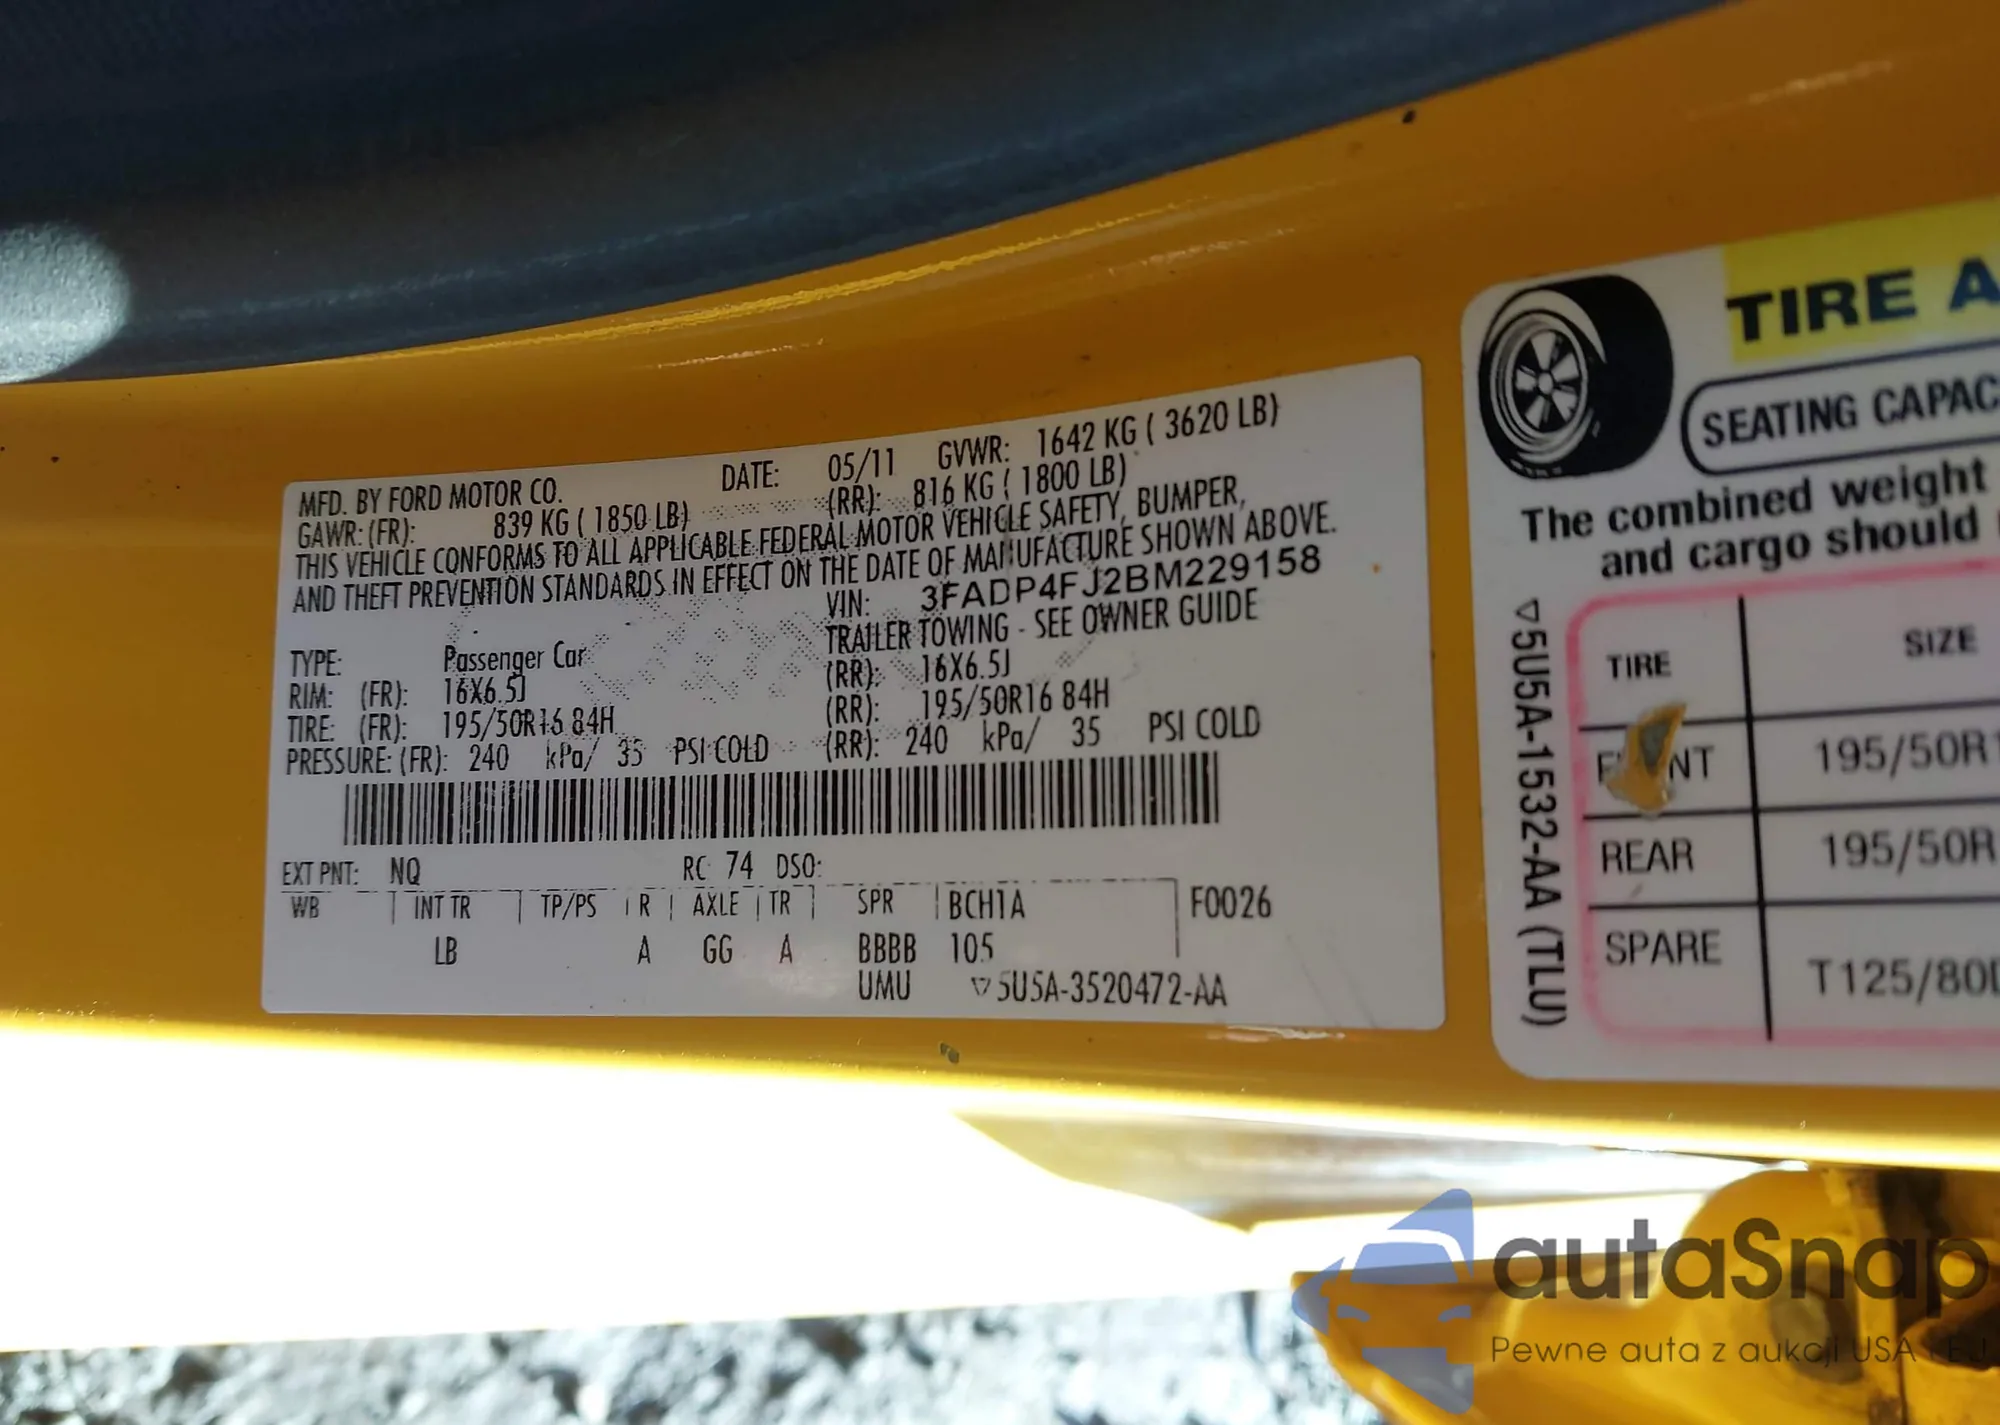 MFD. BY FORD MOTOR CO. DATE: 05/11 GVWR: 1642 KG ( 3620 LB)
GAWR: (FR): 839 KG ( 1850 LB) (RR): 816 KG ( 1800 LB)
THIS VEHICLE CONFORMS TO ALL APPLICABLE FEDERAL MOTOR VEHICLE SAFETY, BUMPER,
AND THEFT PREVENTION STANDARDS IN EFFECT ON THE DATE OF MANUFACTURE SHOWN ABOVE.
VIN: 3FADP4FJ2BM229158
TRAILER TOWING - SEE OWNER GUIDE
TYPE: Passenger Car
RIM: (FR): 16X6.5J (RR): 16X6.5J
TIRE: (FR): 195/50R16 84H (RR): 195/50R16 84H
PRESSURE: (FR): 240 kPa/ 35 PSI COLD (RR): 240 kPa/ 35 PSI COLD
EXT PNT: NQ RC: 74 DSO:
WB INT TR TP/PS R AXLE TR SPR BCH1A F0026
LB A GG A BBBB 105
UMU ▽5U5A-3520472-AA
TIRE A
SEATING CAPAC
The combined weight
and cargo should
▽5U5A-1532-AA (TLU)
TIRE SIZE
FRONT 195/50R1
REAR 195/50R
SPARE T125/80D
autaSnap
Pewne auta z aukcji USA i EU